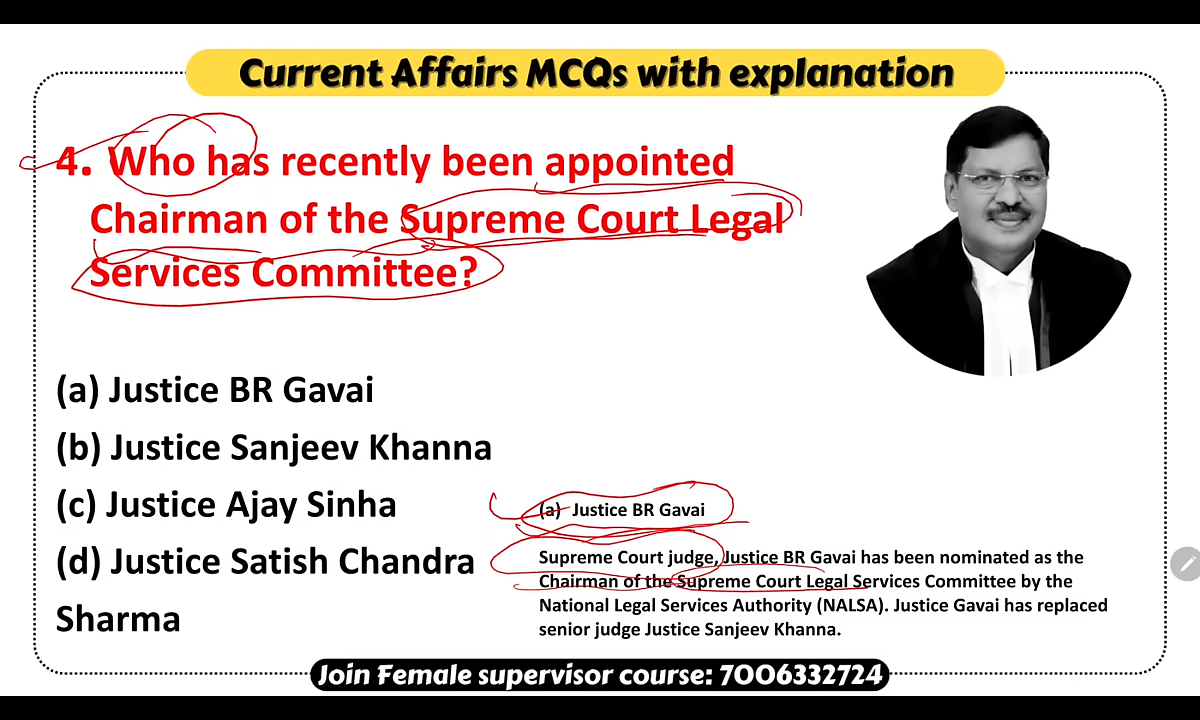 Current Affairs MCQs with explanation
4. Who has recently been appointed
Chairman of the Supreme Court Legal
Services Committee?
(a) Justice BR Gavai
(b) Justice Sanjeev Khanna
(c) Justice Ajay Sinha
(d) Justice Satish Chandra
Sharma
(a) Justice BR Gavai
Supreme Court judge, Justice BR Gavai has been nominated as the
Chairman of the Supreme Court Legal Services Committee by the
National Legal Services Authority (NALSA). Justice Gavai has replaced
senior judge Justice Sanjeev Khanna.
Join Female supervisor course: 7006332724